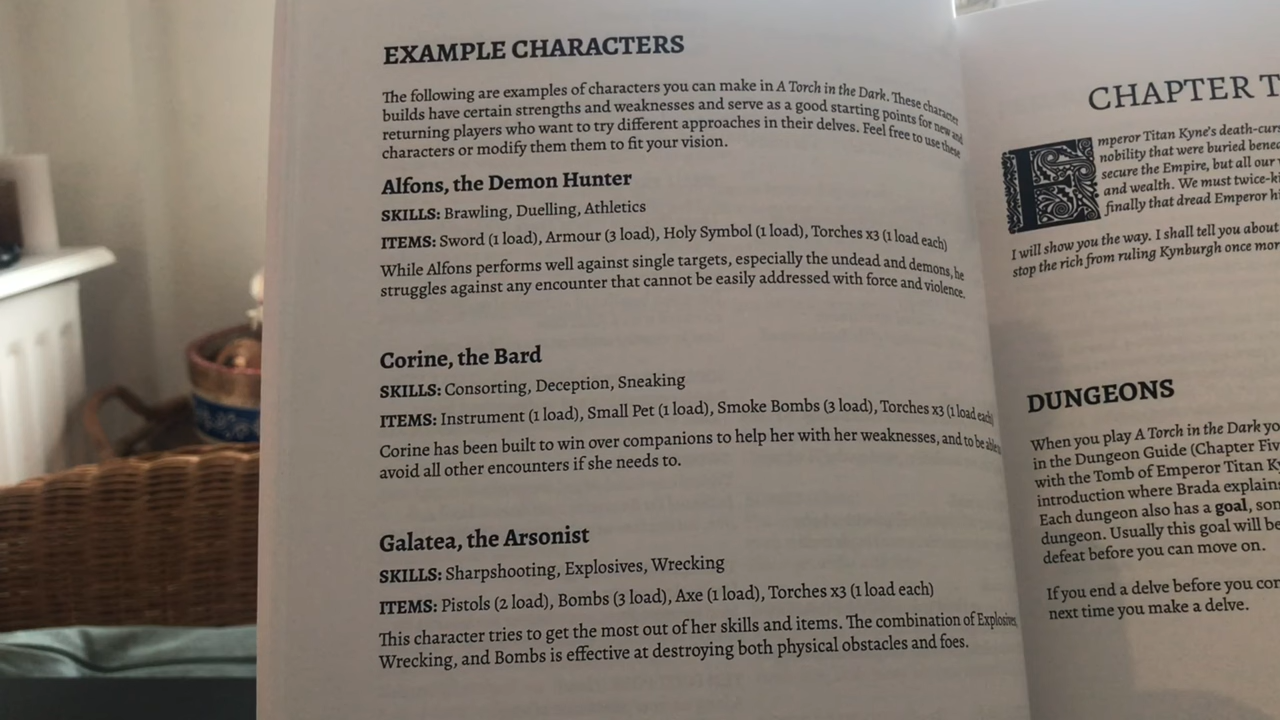 EXAMPLE CHARACTERS
The following are examples of characters you can make in A Torch in the Dark. These character
builds have certain strengths and weaknesses and serve as a good starting points for new and
returning players who want to try different approaches in their delves. Feel free to use these
characters or modify them them to fit your vision.
Alfons, the Demon Hunter
SKILLS: Brawling, Duelling, Athletics
ITEMS: Sword (1 load), Armour (3 load), Holy Symbol (1 load), Torches x3 (1 load each)
While Alfons performs well against single targets, especially the undead and demons, he
struggles against any encounter that cannot be easily addressed with force and violence.
Corine, the Bard
SKILLS: Consorting, Deception, Sneaking
ITEMS: Instrument (1 load), Small Pet (1 load), Smoke Bombs (3 load), Torches x3 (1 load each)
Corine has been built to win over companions to help her with her weaknesses, and to be able
avoid all other encounters if she needs to.
Galatea, the Arsonist
SKILLS: Sharpshooting, Explosives, Wrecking
ITEMS: Pistols (2 load), Bombs (3 load), Axe (1 load), Torches x3 (1 load each)
This character tries to get the most out of her skills and items. The combination of Explosives,
Wrecking, and Bombs is effective at destroying both physical obstacles and foes.
CHAPTER T
Emperor Titan Kyne's death-curs
nobility that were buried benea
secure the Empire, but all our
and wealth. We must twice-ki
finally that dread Emperor hi
I will show you the way. I shall tell you about
stop the rich from ruling Kynburgh once mor
DUNGEONS
When you play A Torch in the Dark yo
in the Dungeon Guide (Chapter Fiv
with the Tomb of Emperor Titan Ky
introduction where Brada explains
Each dungeon also has a goal, som
dungeon. Usually this goal will be
defeat before you can move on.
If you end a delve before you con
next time you make a delve.